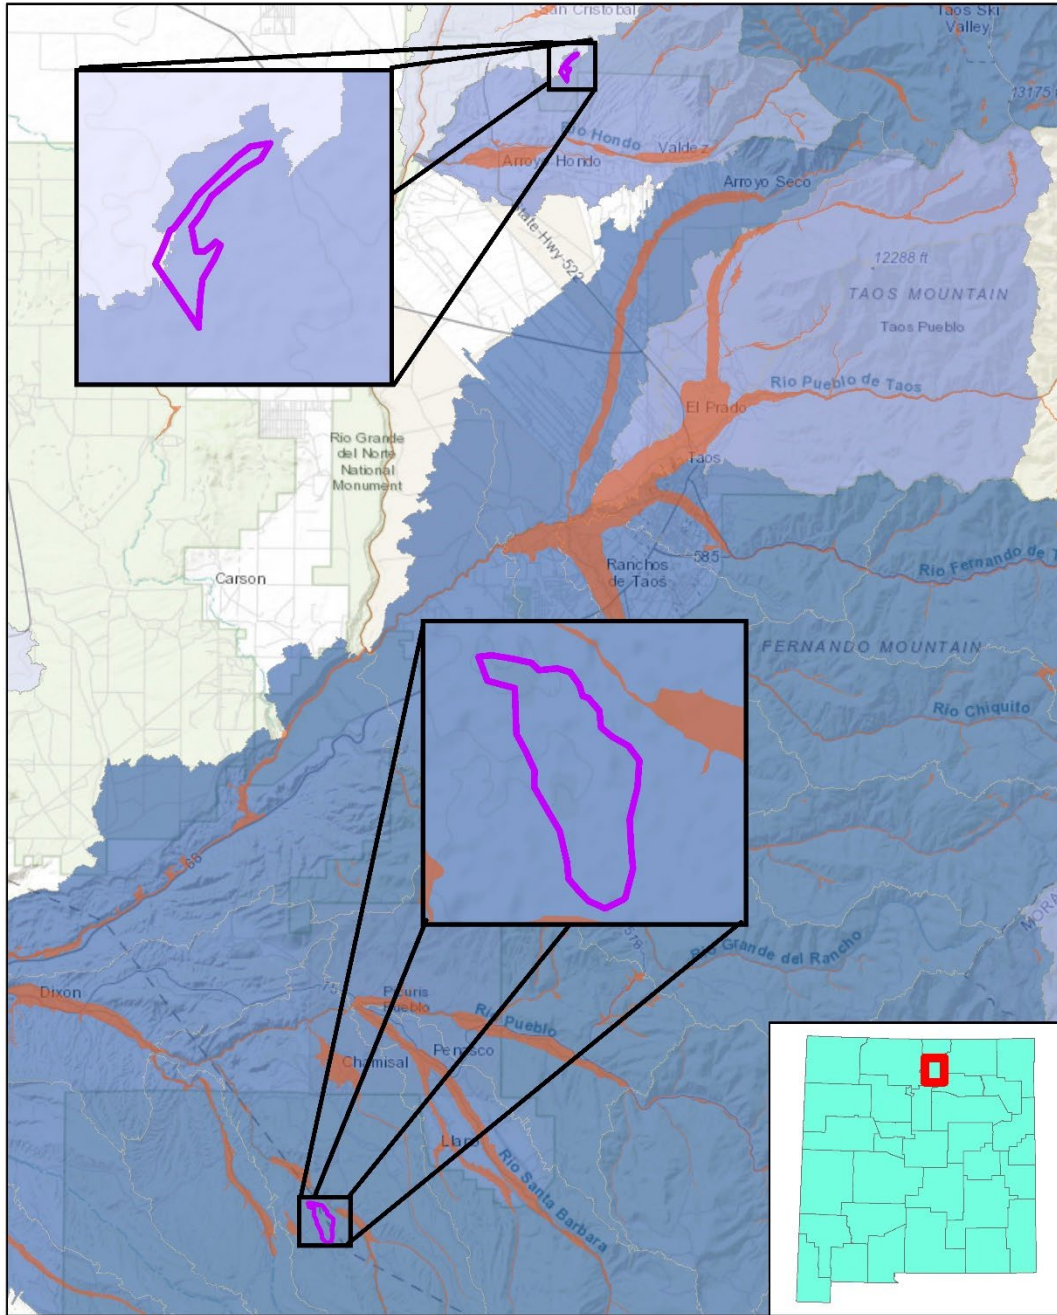 San Cristobal
Taos Ski
Valley
13175 ft
Rio Hondo
Valdez
Arroyo Hondo
Arroyo Seco
State Hwy 522
12288 ft
TAOS MOUNTAIN
Taos Pueblo
Rio Pueblo de Taos
El Prado
Rio Grande
del Norte
National
Monument
Taos
Carson
585
Ranchos
de Taos
Rio Fernando de
FERNANDO MOUNTAIN
Rio Chiquito
68
MORA
Rio Grande del Rancho
Dixon
75
Picuris
Pueblo
Rio Pueblo
Penasco
Chamisal
Llano
Rio Santa Barbara